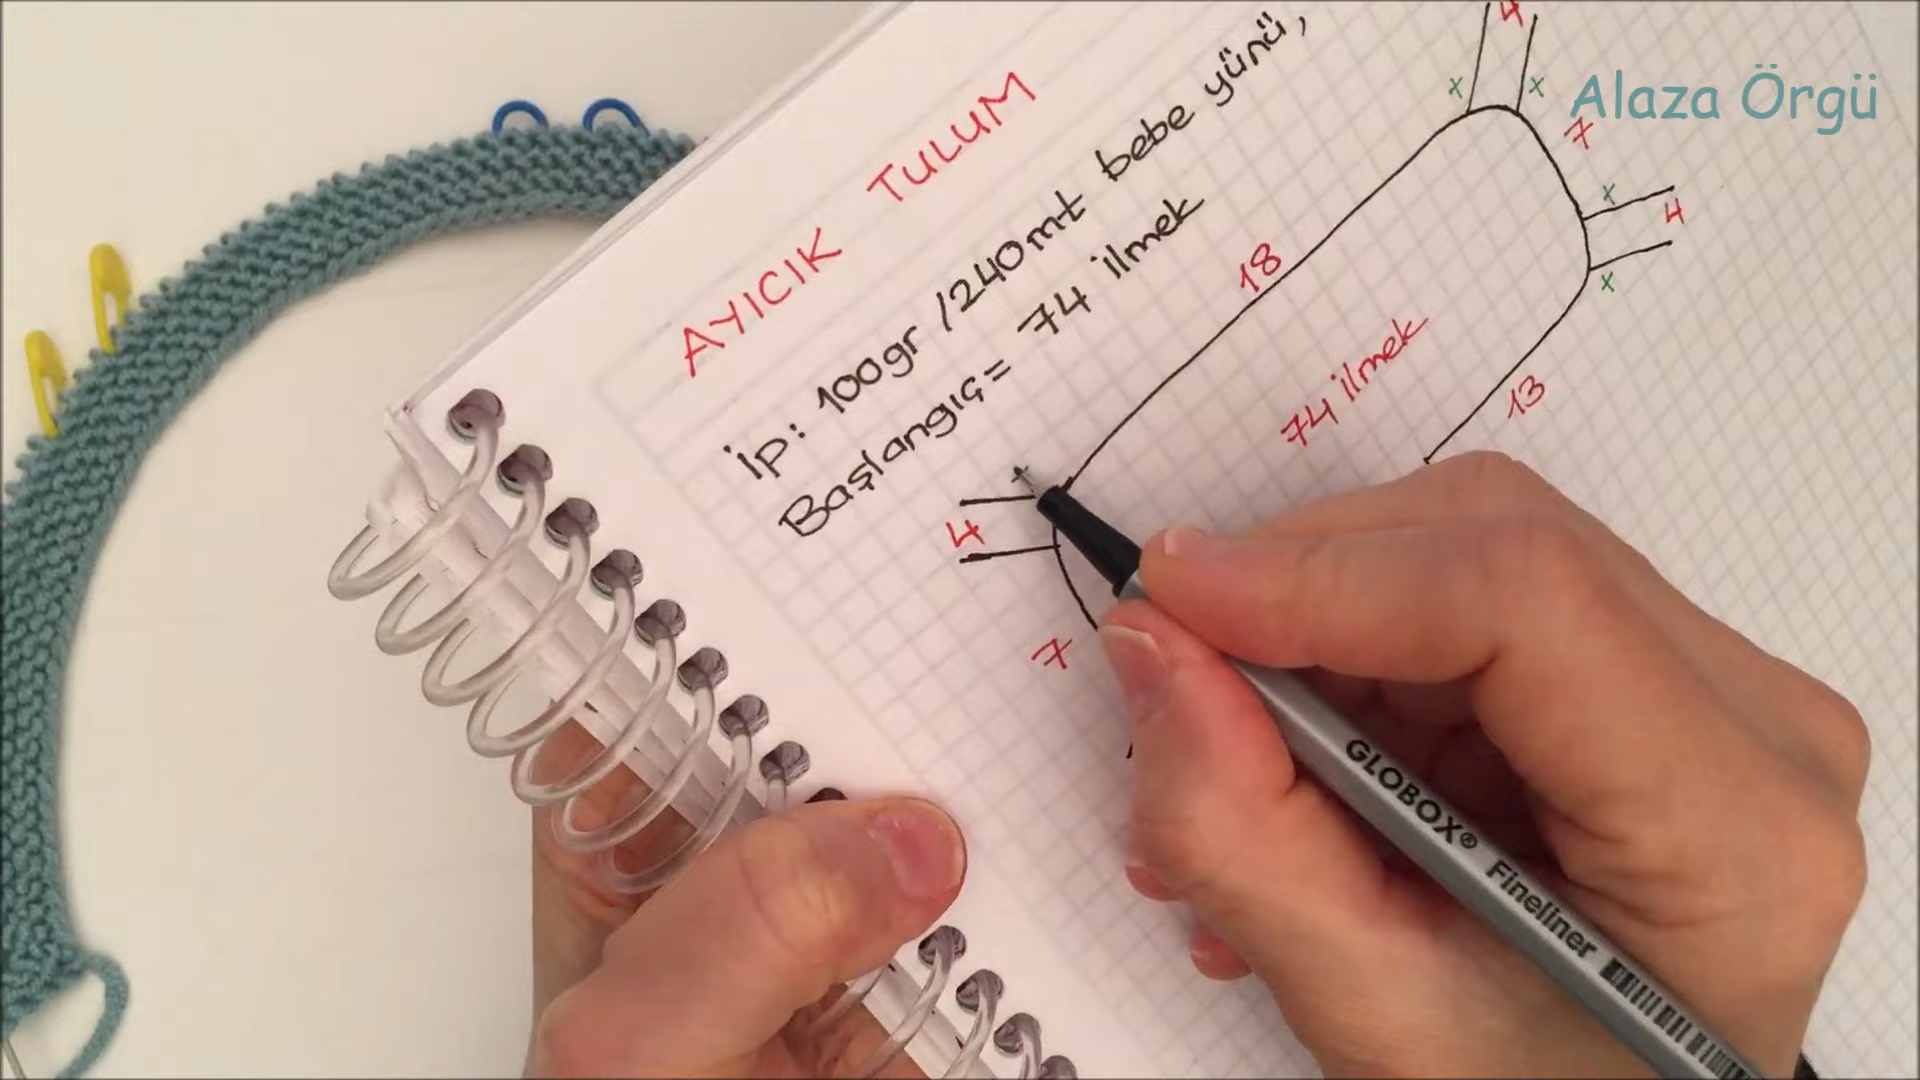 Alaza Örgü
AYICIK TULUM
İp: 100gr /240mt bebe yünü,
Başlangıç= 74 ilmek
4
x x
7
x
4
x
18
74 ilmek
13
x
4
7
GLOBOX® Fineliner